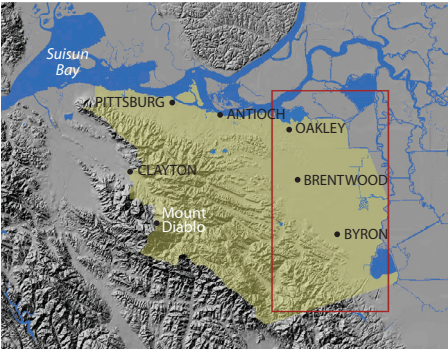 Suisun
Bay
PITTSBURG
ANTIOCH
OAKLEY
CLAYTON
BRENTWOOD
Mount
Diablo
BYRON